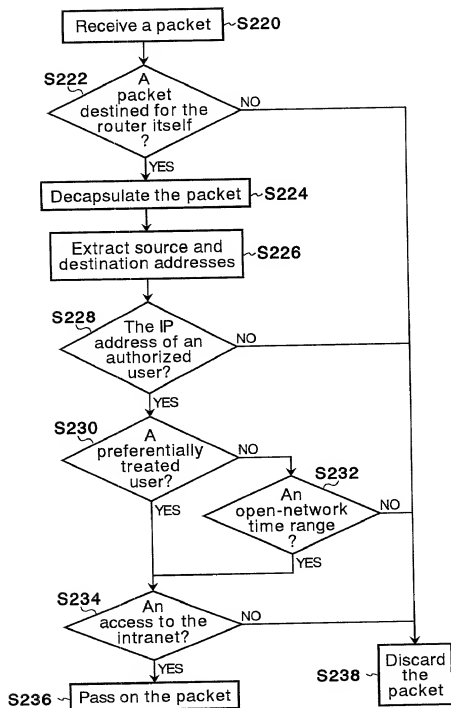 Receive a packet
S220
S222
A
packet
destined for the
router itself
?
NO
YES
Decapsulate the packet
S224
Extract source and
destination addresses
S226
S228
The IP
address of an
authorized
user?
NO
YES
S230
A
preferentially
treated
user?
NO
YES
S232
An
open-network
time range
?
NO
YES
S234
An
access to the
intranet?
NO
YES
S236
Pass on the packet
S238
Discard
the
packet